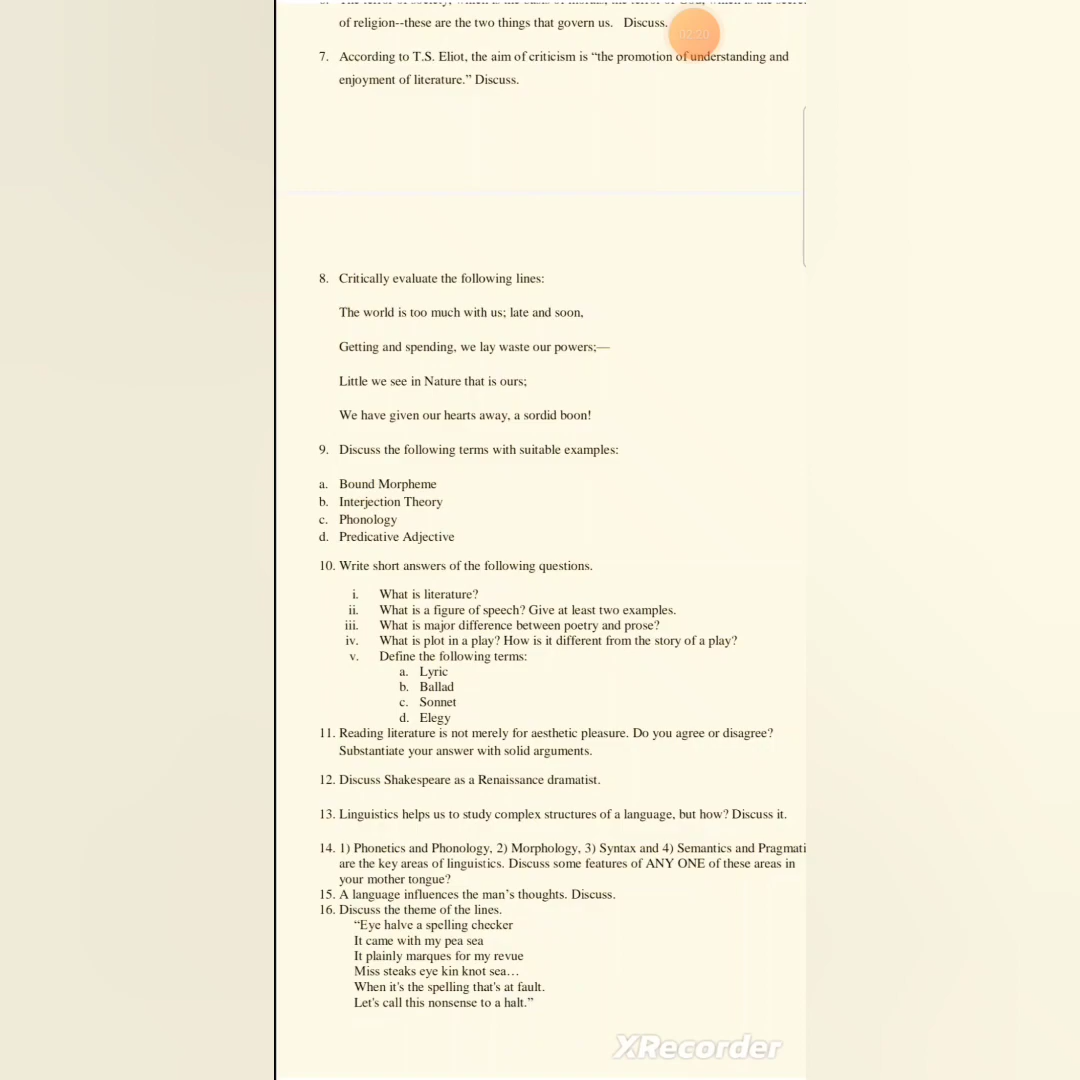 of religion--these are the two things that govern us.   Discuss.
02:20
7. According to T.S. Eliot, the aim of criticism is “the promotion of understanding and
enjoyment of literature.” Discuss.
8. Critically evaluate the following lines:
The world is too much with us; late and soon,
Getting and spending, we lay waste our powers;—
Little we see in Nature that is ours;
We have given our hearts away, a sordid boon!
9. Discuss the following terms with suitable examples:
a. Bound Morpheme
b. Interjection Theory
c. Phonology
d. Predicative Adjective
10. Write short answers of the following questions.
i. What is literature?
ii. What is a figure of speech? Give at least two examples.
iii. What is major difference between poetry and prose?
iv. What is plot in a play? How is it different from the story of a play?
v. Define the following terms:
a. Lyric
b. Ballad
c. Sonnet
d. Elegy
11. Reading literature is not merely for aesthetic pleasure. Do you agree or disagree?
Substantiate your answer with solid arguments.
12. Discuss Shakespeare as a Renaissance dramatist.
13. Linguistics helps us to study complex structures of a language, but how? Discuss it.
14. 1) Phonetics and Phonology, 2) Morphology, 3) Syntax and 4) Semantics and Pragmati
are the key areas of linguistics. Discuss some features of ANY ONE of these areas in
your mother tongue?
15. A language influences the man’s thoughts. Discuss.
16. Discuss the theme of the lines.
“Eye halve a spelling checker
It came with my pea sea
It plainly marques for my revue
Miss steaks eye kin knot sea…
When it's the spelling that's at fault.
Let's call this nonsense to a halt.”
XRecorder